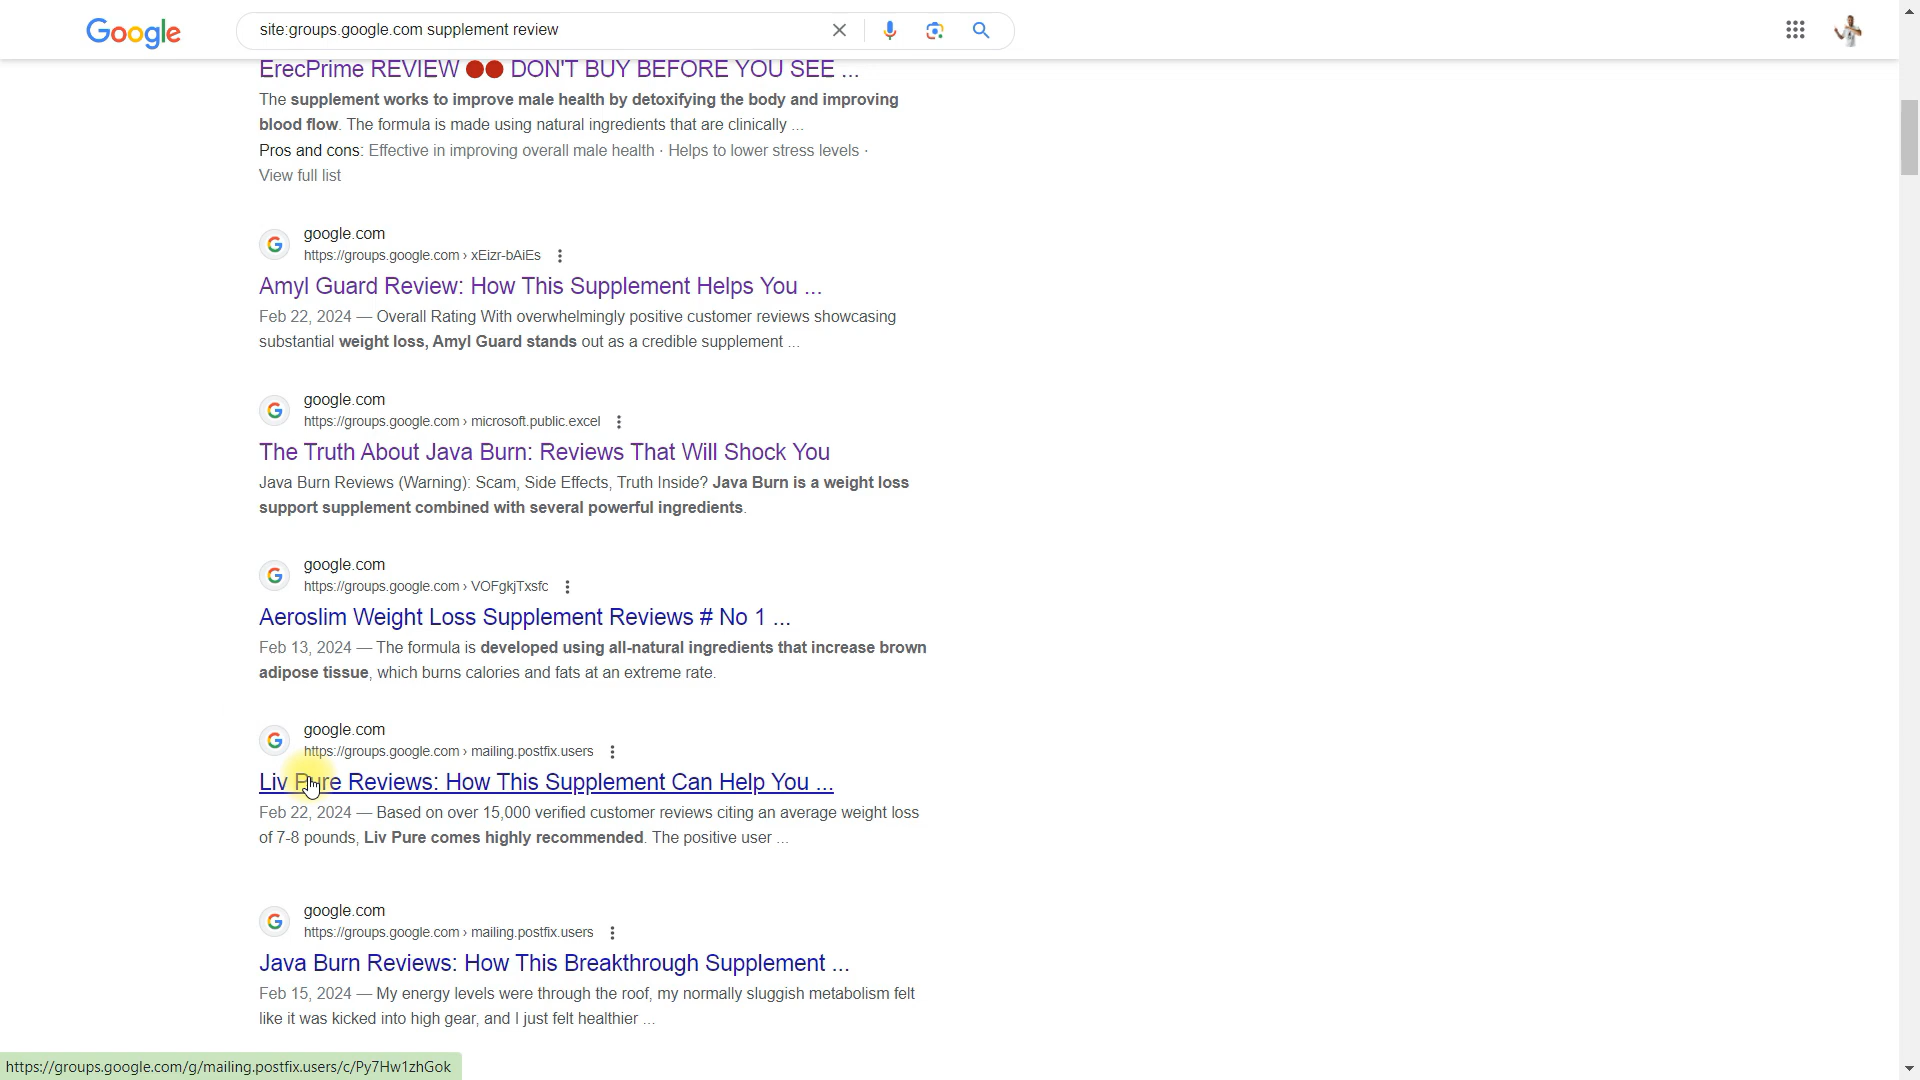 Google
site:groups.google.com supplement review
ErecPrime REVIEW 🔴🔴 DON'T BUY BEFORE YOU SEE ...
The supplement works to improve male health by detoxifying the body and improving
blood flow. The formula is made using natural ingredients that are clinically ...
Pros and cons: Effective in improving overall male health · Helps to lower stress levels ·
View full list
google.com
https://groups.google.com › xEizr-bAiEs
Amyl Guard Review: How This Supplement Helps You ...
Feb 22, 2024 — Overall Rating With overwhelmingly positive customer reviews showcasing
substantial weight loss, Amyl Guard stands out as a credible supplement ...
google.com
https://groups.google.com › microsoft.public.excel
The Truth About Java Burn: Reviews That Will Shock You
Java Burn Reviews (Warning): Scam, Side Effects, Truth Inside? Java Burn is a weight loss
support supplement combined with several powerful ingredients.
google.com
https://groups.google.com › VOFgkjTxsfc
Aeroslim Weight Loss Supplement Reviews # No 1 ...
Feb 13, 2024 — The formula is developed using all-natural ingredients that increase brown
adipose tissue, which burns calories and fats at an extreme rate.
google.com
https://groups.google.com › mailing.postfix.users
Liv Pure Reviews: How This Supplement Can Help You ...
Feb 22, 2024 — Based on over 15,000 verified customer reviews citing an average weight loss
of 7-8 pounds, Liv Pure comes highly recommended. The positive user ...
google.com
https://groups.google.com › mailing.postfix.users
Java Burn Reviews: How This Breakthrough Supplement ...
Feb 15, 2024 — My energy levels were through the roof, my normally sluggish metabolism felt
like it was kicked into high gear, and I just felt healthier ...
https://groups.google.com/g/mailing.postfix.users/c/Py7Hw1zhGok